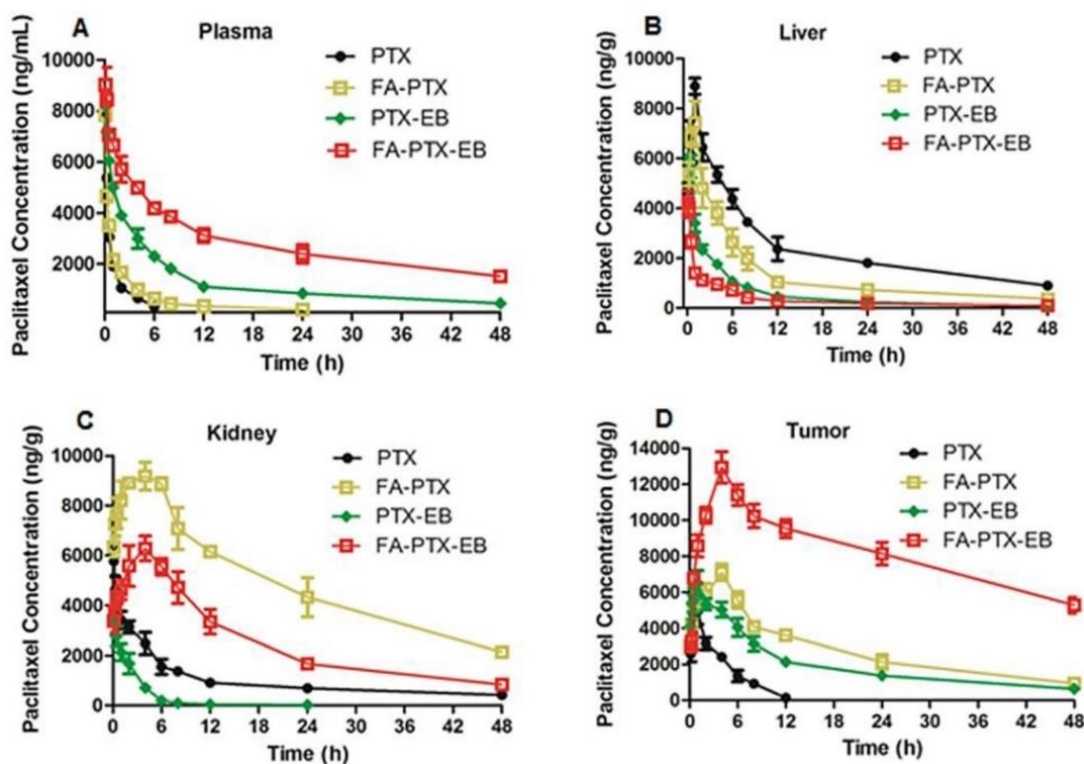 A
Plasma
Paclitaxel Concentration (ng/mL)
10000
8000
6000
4000
2000
0 6 12 18 24 30 36 42 48
Time (h)
PTX
FA-PTX
PTX-EB
FA-PTX-EB
B
Liver
Paclitaxel Concentration (ng/g)
10000
8000
6000
4000
2000
0
0 6 12 18 24 30 36 42 48
Time (h)
PTX
FA-PTX
PTX-EB
FA-PTX-EB
C
Kidney
Paclitaxel Concentration (ng/g)
10000
8000
6000
4000
2000
0
0 6 12 18 24 30 36 42 48
Time (h)
PTX
FA-PTX
PTX-EB
FA-PTX-EB
D
Tumor
Paclitaxel Concentration (ng/g)
14000
12000
10000
8000
6000
4000
2000
0
0 6 12 18 24 30 36 42 48
Time (h)
PTX
FA-PTX
PTX-EB
FA-PTX-EB